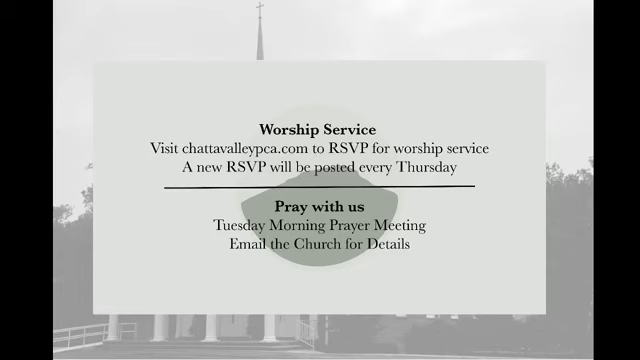 Worship Service
Visit chattavalleypca.com to RSVP for worship service
A new RSVP will be posted every Thursday
Pray with us
Tuesday Morning Prayer Meeting
Email the Church for Details